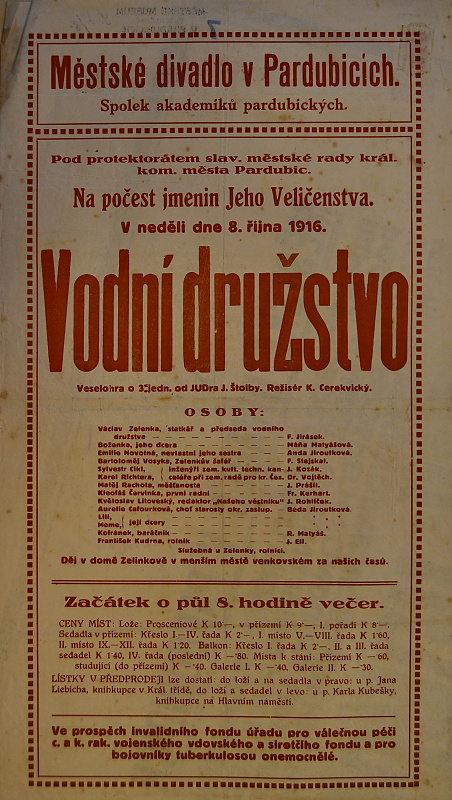 Městské divadlo v Pardubicích.
Spolek akademiků pardubických.
Pod protektorátem slav. městské rady král.
kom. města Pardubic.
Na počest jmenin Jeho Veličenstva.
V neděli dne 8. října 1916.
Vodní družstvo
Veselohra o 3 jedn. od JUDra J. Štolby. Režisér K. Cerekvický.
OSOBY:
Václav Zelenka, statkář a předseda vodního
družstva — F. Jirásek.
Boženka, jeho dcera — Máňa Matyášová.
Emilie Novotná, nevlastní jeho sestra — Anda Jiroutková.
Bartoloměj Vosyka, Zelenkův šafář — F. Stejskal.
Sylvestr Cikl, inženýři zem. kult. techn. kan- J. Kozák.
Karel Richtera, celáře při zem. radě pro kr. Čes. Dr. Vojtěch.
Matěj Rachota, měšťanosta — J. Prášil.
Kleofáš Červinka, první radní — Fr. Kerhart.
Květoslav Liloveský, redaktor „Našeho věstníku“ J. Rohlíček.
Aurelie Cafourková, choť starosty okr. zastup. Béda Jiroutková.
Lili,
Meme, její dcery — . . .
Kofránek, barěčník — R. Matyáš.
František Kudrna, rolník — J. Ell.
Služebná u Zelenky, rolníci.
Děj v domě Zelinkově v menším městě venkovském za našich časů.
Začátek o půl 8. hodině večer.
CENY MÍST: Lože: Prosceniové K 10'—, v přízemí K 9'—, I. pořadí K 8'—.
Sedadla v přízemí: Křeslo I.—IV. řada K 2'—, I. místo V.—VIII. řada K 1'60,
II. místo IX.—XII. řada K 1'20. Balkon: Křeslo I. řada K 2'—. II. a III. řada
sedadel K 1'40, IV. řada (poslední) K —'80. Místa k stání: Přízemí K —'60,
studující (do přízemí) K —'40. Galerie I. K —'40. Galerie II. K —'30.
LÍSTKY V PŘEDPRODEJI lze dostati: do loží a na sedadla v pravo: u p. Jana
Liebicha, knihkupce v Král. třídě, do loží a sedadel v levo: u p. Karla Kubešky,
knihkupce na Hlavním náměstí.
Ve prospěch invalidního fondu úřadu pro válečnou péči
c. a k. rak. vojenského vdovského a sirotčího fondu a pro
bojovníky tuberkulosou onemocnělé.